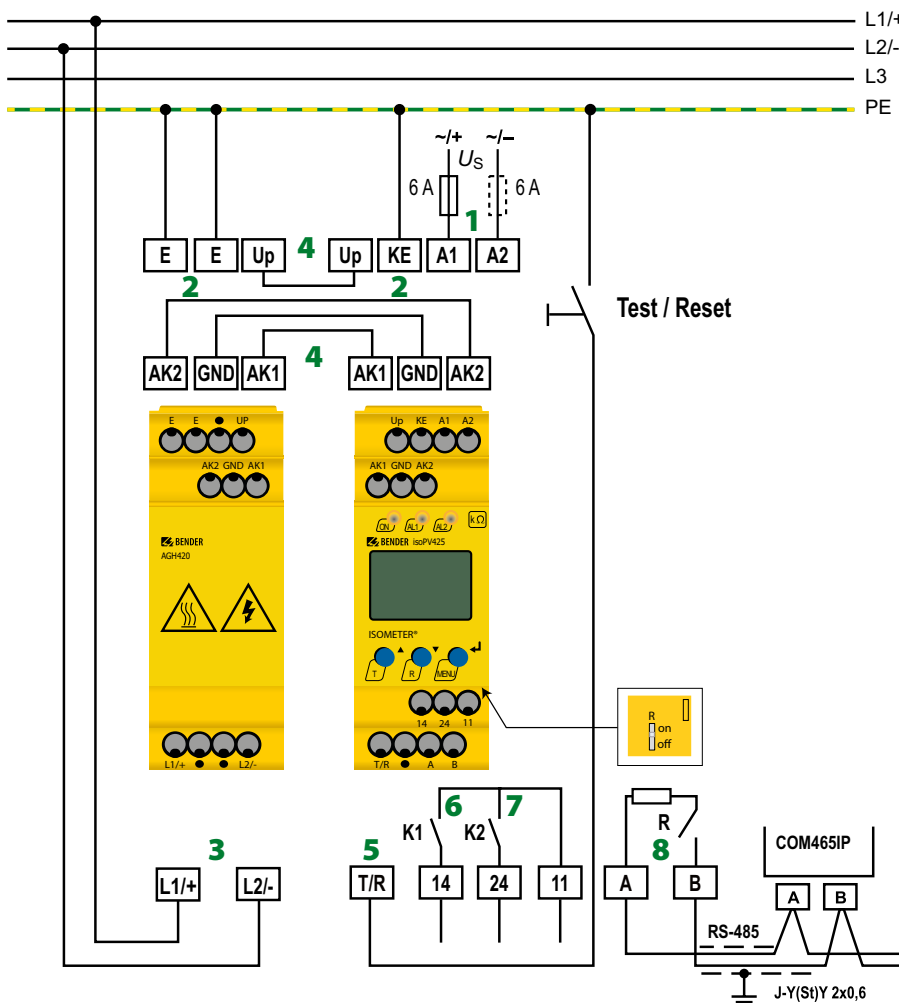 L1/+
L2/-
L3
PE
~/+ ~/–
US
6 A 6 A
1
E E Up 4 Up KE A1 A2
2 2
Test / Reset
4
AK2 GND AK1 AK1 GND AK2
E E UP Up KE A1 A2
AK2 GND AK1 AK1 GND AK2
ON AL1 AL2 kΩ
BENDER BENDER isoPV425
AGH420
ISOMETER®
T R MENU
R
on
off
14 24 11
L1/+ L2/- T/R A B
6 7
K1 K2 R
3 5 8 COM465IP
L1/+ L2/- T/R 14 24 11 A B
A B
RS-485
J-Y(St)Y 2x0,6